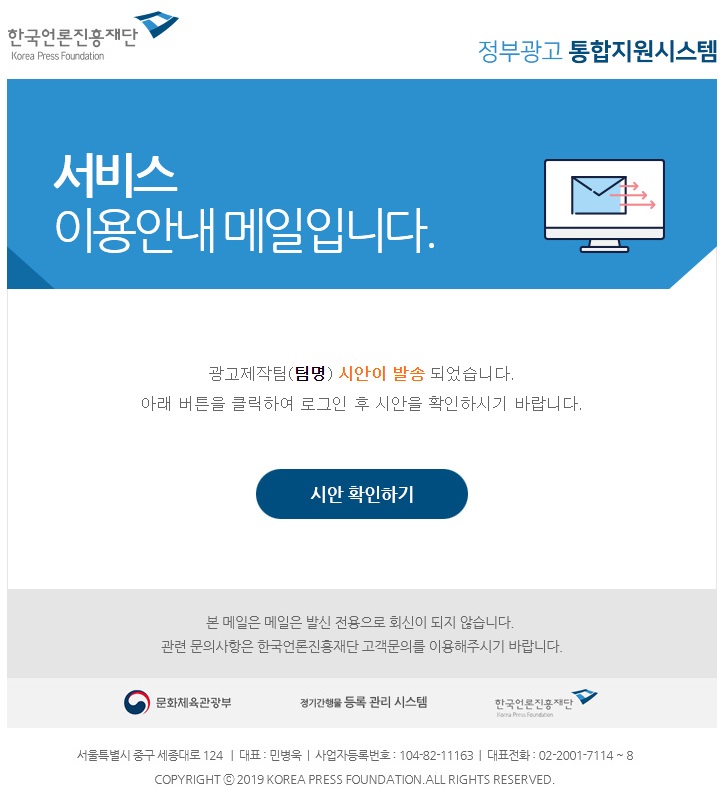 한국언론진흥재단
Korea Press Foundation
정부광고 통합지원시스템
서비스
이용안내 메일입니다.
광고제작팀(팀명) 시안이 발송 되었습니다.
아래 버튼을 클릭하여 로그인 후 시안을 확인하시기 바랍니다.
시안 확인하기
본 메일은 메일은 발신 전용으로 회신이 되지 않습니다.
관련 문의사항은 한국언론진흥재단 고객문의를 이용해주시기 바랍니다.
문화체육관광부 정기간행물 등록 관리 시스템 한국언론진흥재단
Korea Press Foundation
서울특별시 중구 세종대로 124 | 대표 : 민병욱 | 사업자등록번호 : 104-82-11163 | 대표전화 : 02-2001-7114 ~ 8
COPYRIGHT ⓒ 2019 KOREA PRESS FOUNDATION.ALL RIGHTS RESERVED.